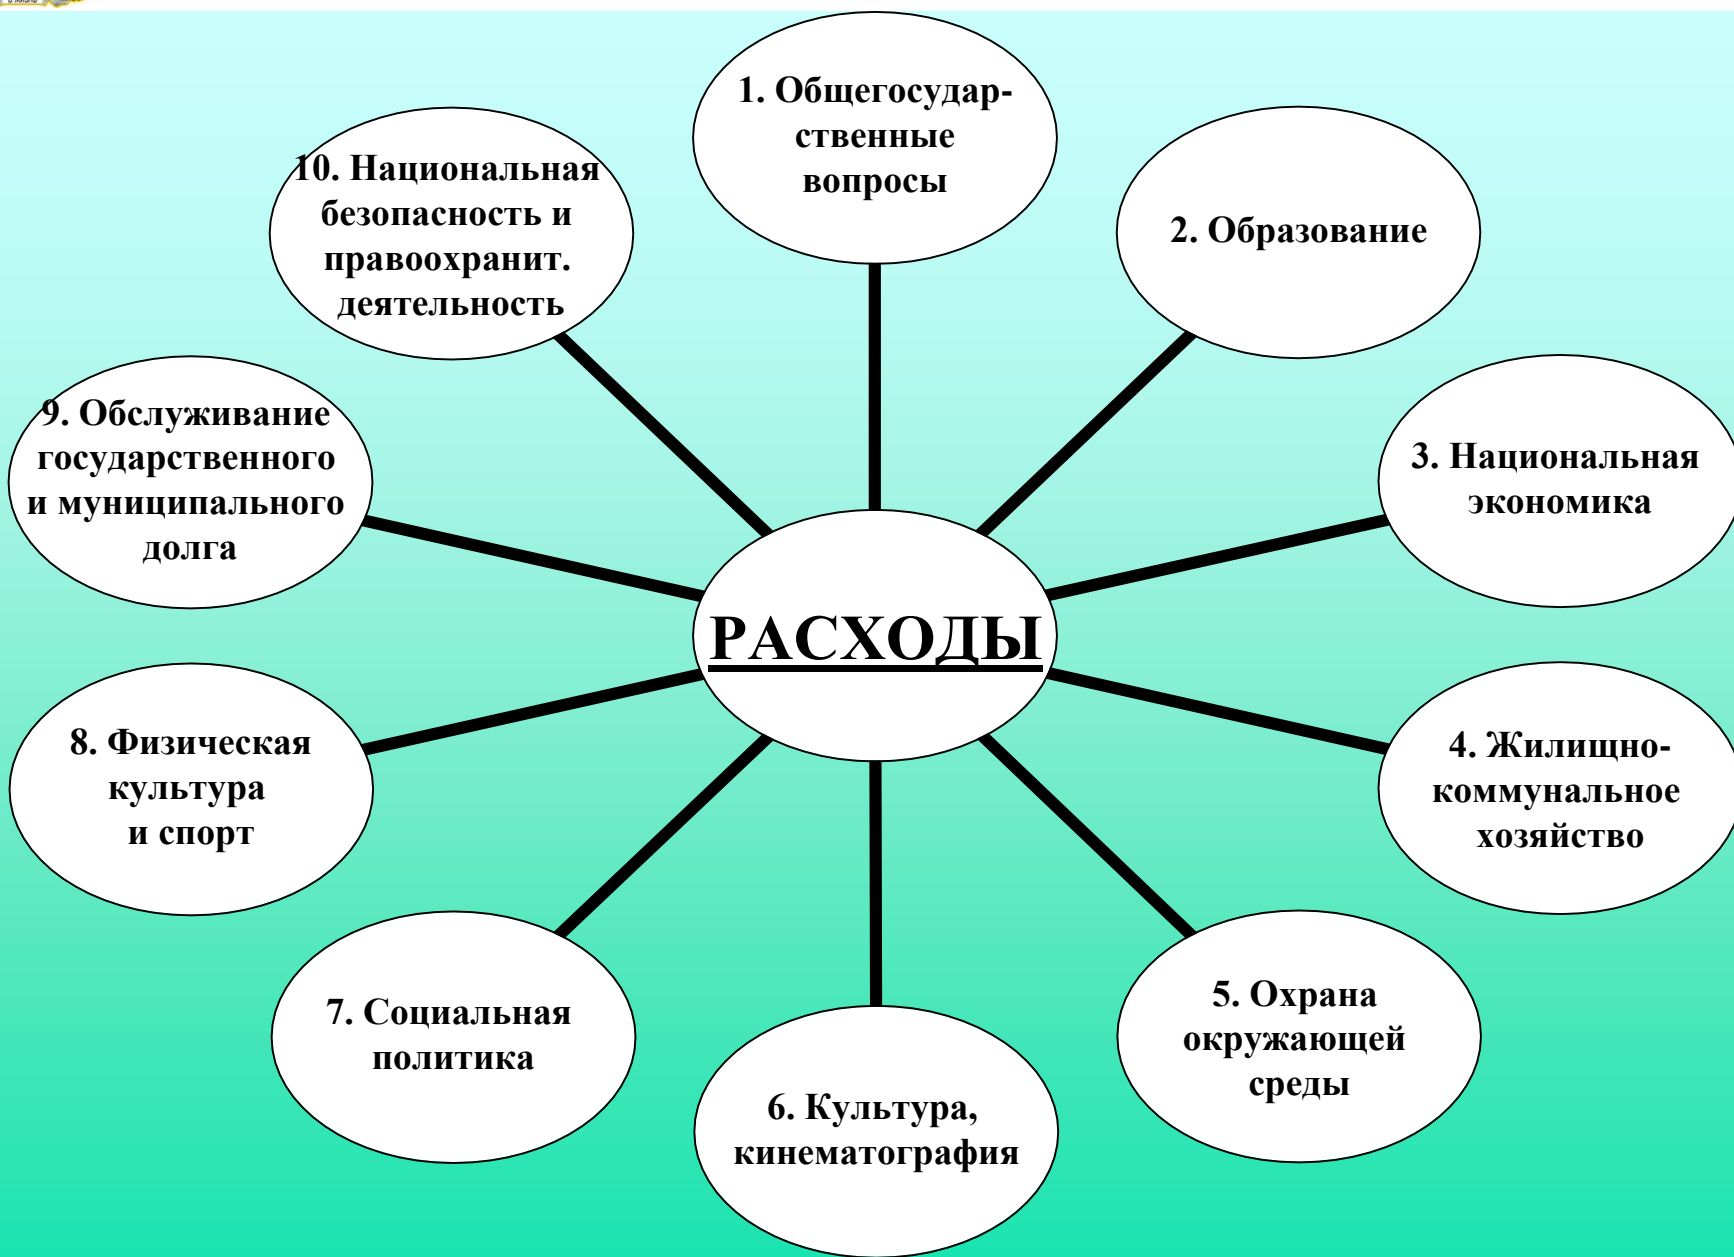 1. Общегосудар-
ственные
вопросы
2. Образование
3. Национальная
экономика
4. Жилищно-
коммунальное
хозяйство
5. Охрана
окружающей
среды
6. Культура,
кинематография
7. Социальная
политика
8. Физическая
культура
и спорт
9. Обслуживание
государственного
и муниципального
долга
10. Национальная
безопасность и
правоохранит.
деятельность
РАСХОДЫ